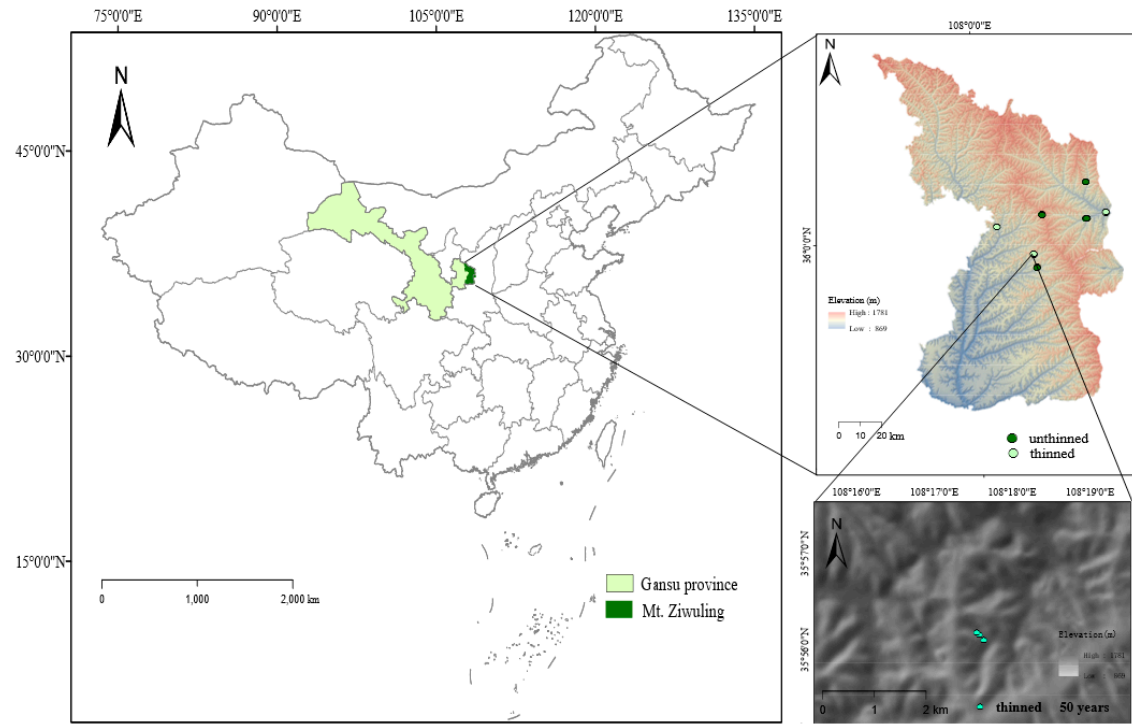 75°0'0"E 90°0'0"E 105°0'0"E 120°0'0"E 135°0'0"E
N
45°0'0"N
30°0'0"N
15°0'0"N
0 1,000 2,000 km
Gansu province
Mt. Ziwuling
108°0'0"E
N
36°0'0"N
Elevation (m)
High : 1781
Low : 869
0 10 20 km
unthinned
thinned
108°16'0"E 108°17'0"E 108°18'0"E 108°19'0"E
N
35°57'0"N
35°56'0"N
Elevation(m)
High : 1781
Low : 869
0 1 2 km
thinned 50 years